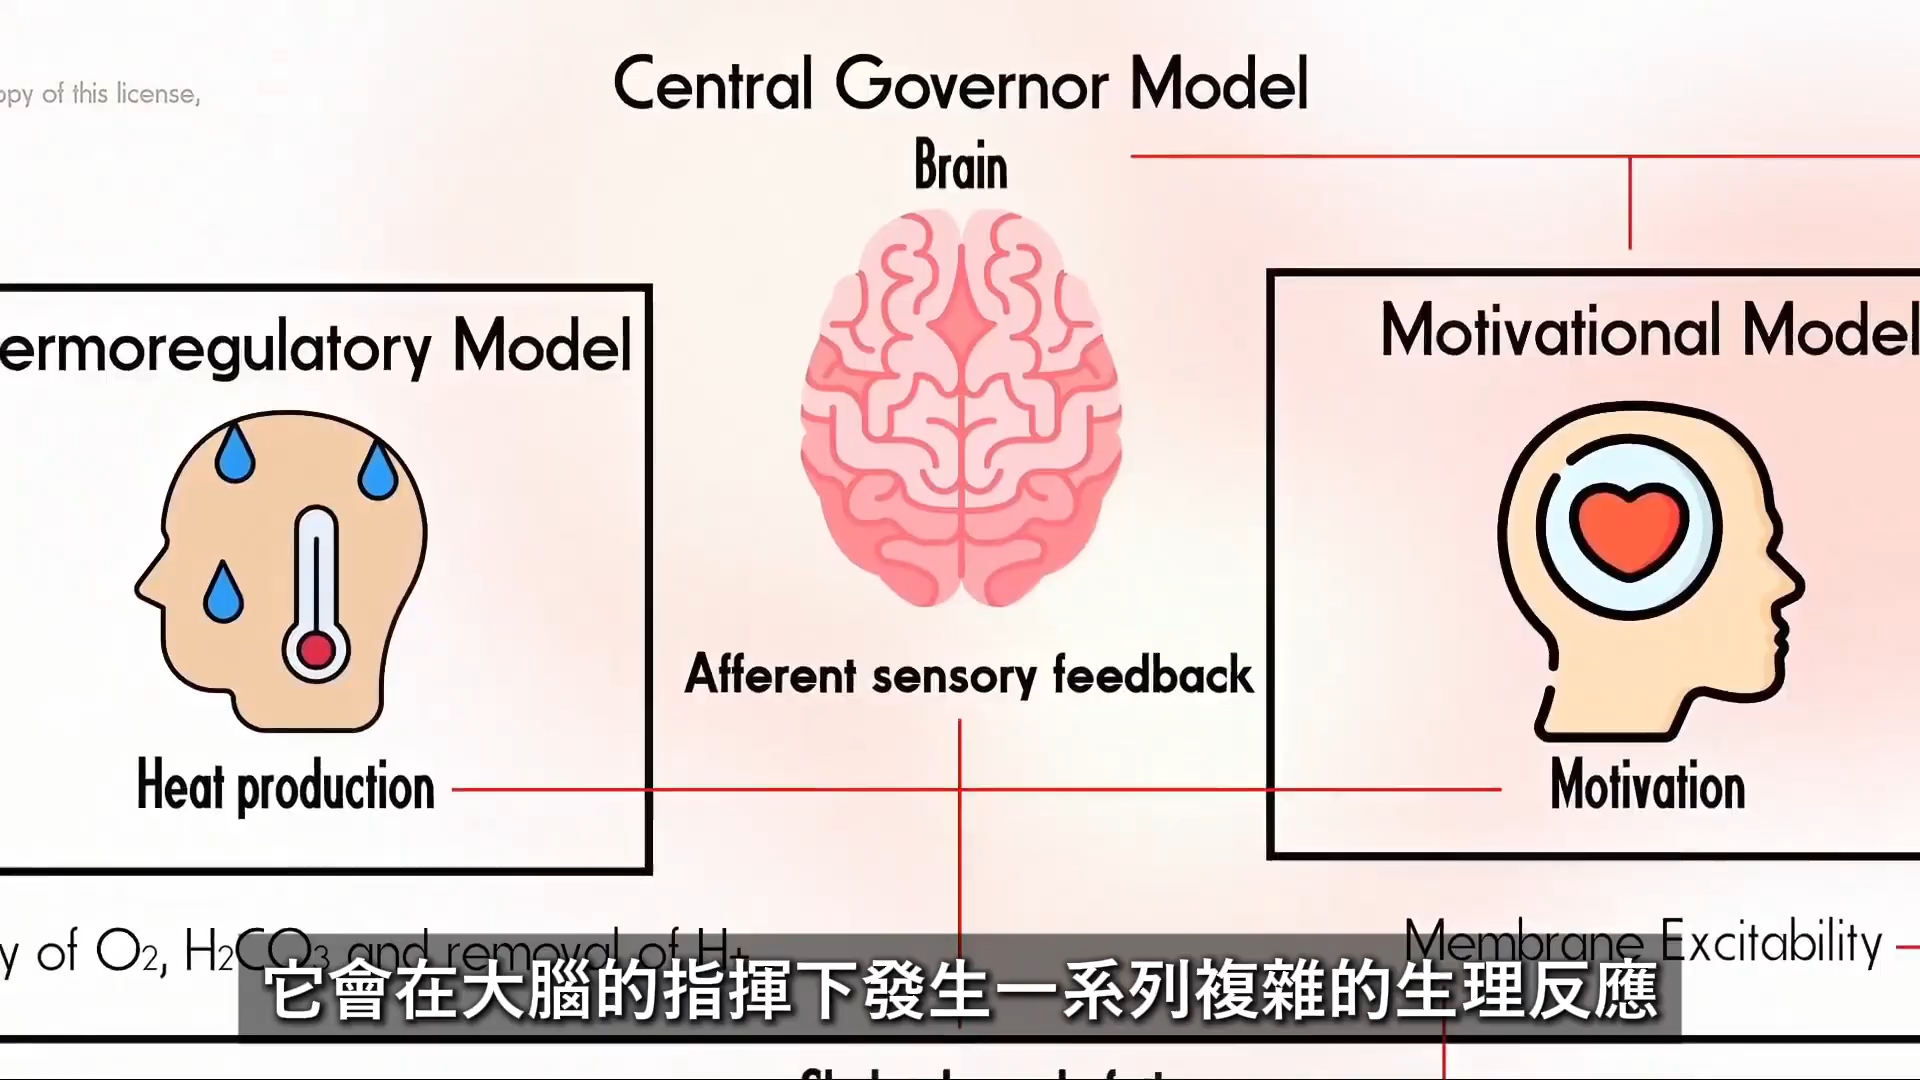 Central Governor Model
opy of this license,
Brain
ermoregulatory Model
Motivational Model
Afferent sensory feedback
Heat production
Motivation
y of O₂, H₂CO₃ and removal of H+
Membrane Excitability
它會在大腦的指揮下發生一系列複雜的生理反應